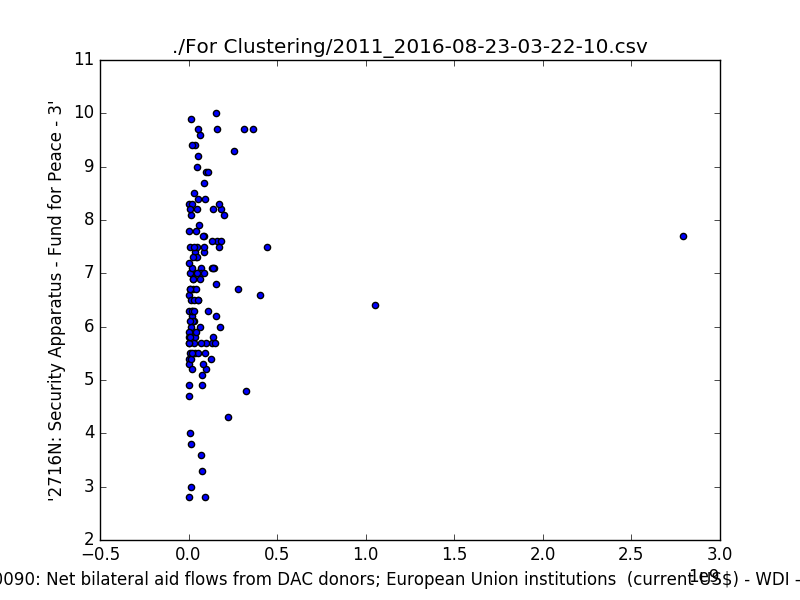 ./For Clustering/2011_2016-08-23-03-22-10.csv
'2716N: Security Apparatus - Fund for Peace - 3'
11
10
9
8
7
6
5
4
3
2
−0.5 0.0 0.5 1.0 1.5 2.0 2.5 3.0
1e9
0090: Net bilateral aid flows from DAC donors; European Union institutions (current US$) - WDI -